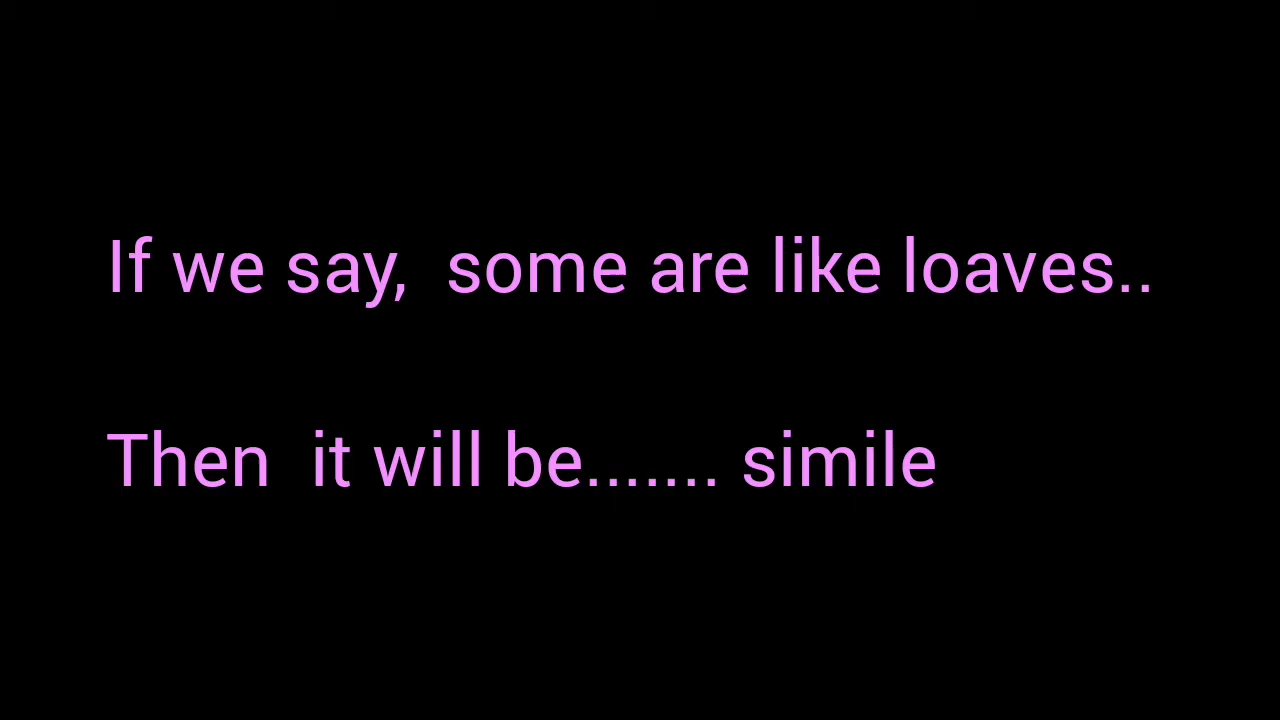 If we say,  some are like loaves..
Then  it will be....... simile